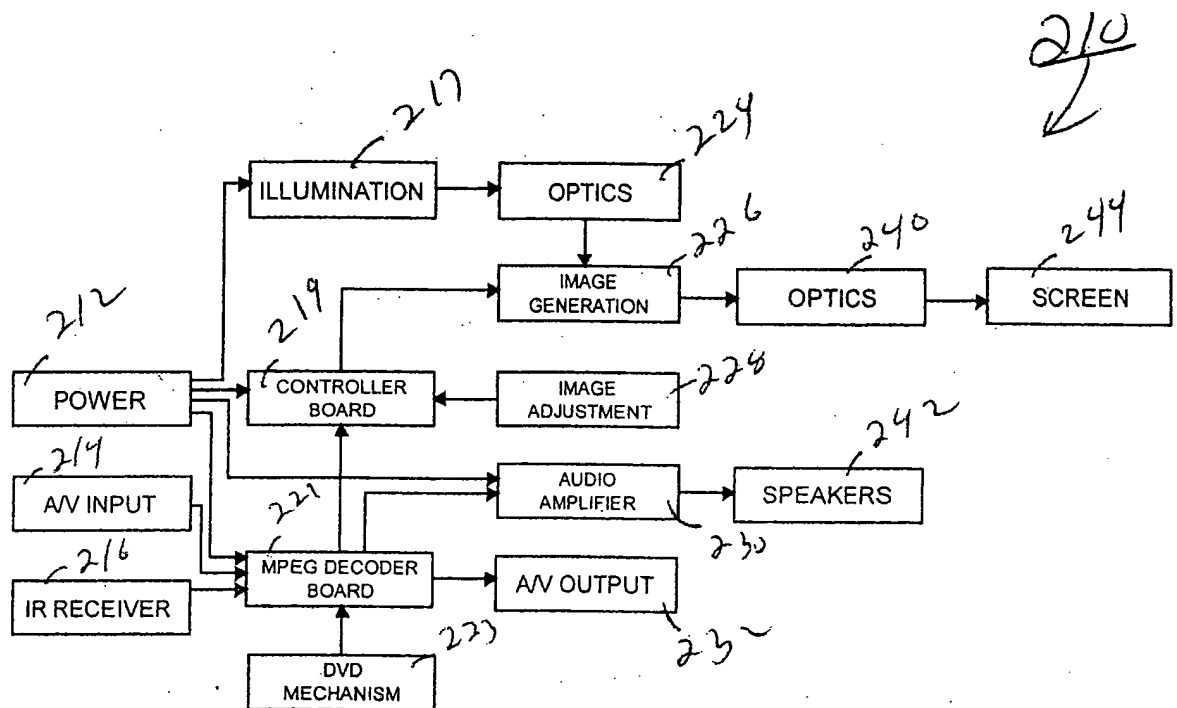 210
217
224
ILLUMINATION
OPTICS
226
240
244
IMAGE
GENERATION
OPTICS
SCREEN
212
219
POWER
CONTROLLER
BOARD
IMAGE
ADJUSTMENT
228
242
214
A/V INPUT
221
AUDIO
AMPLIFIER
SPEAKERS
230
216
IR RECEIVER
MPEG DECODER
BOARD
A/V OUTPUT
232
223
DVD
MECHANISM